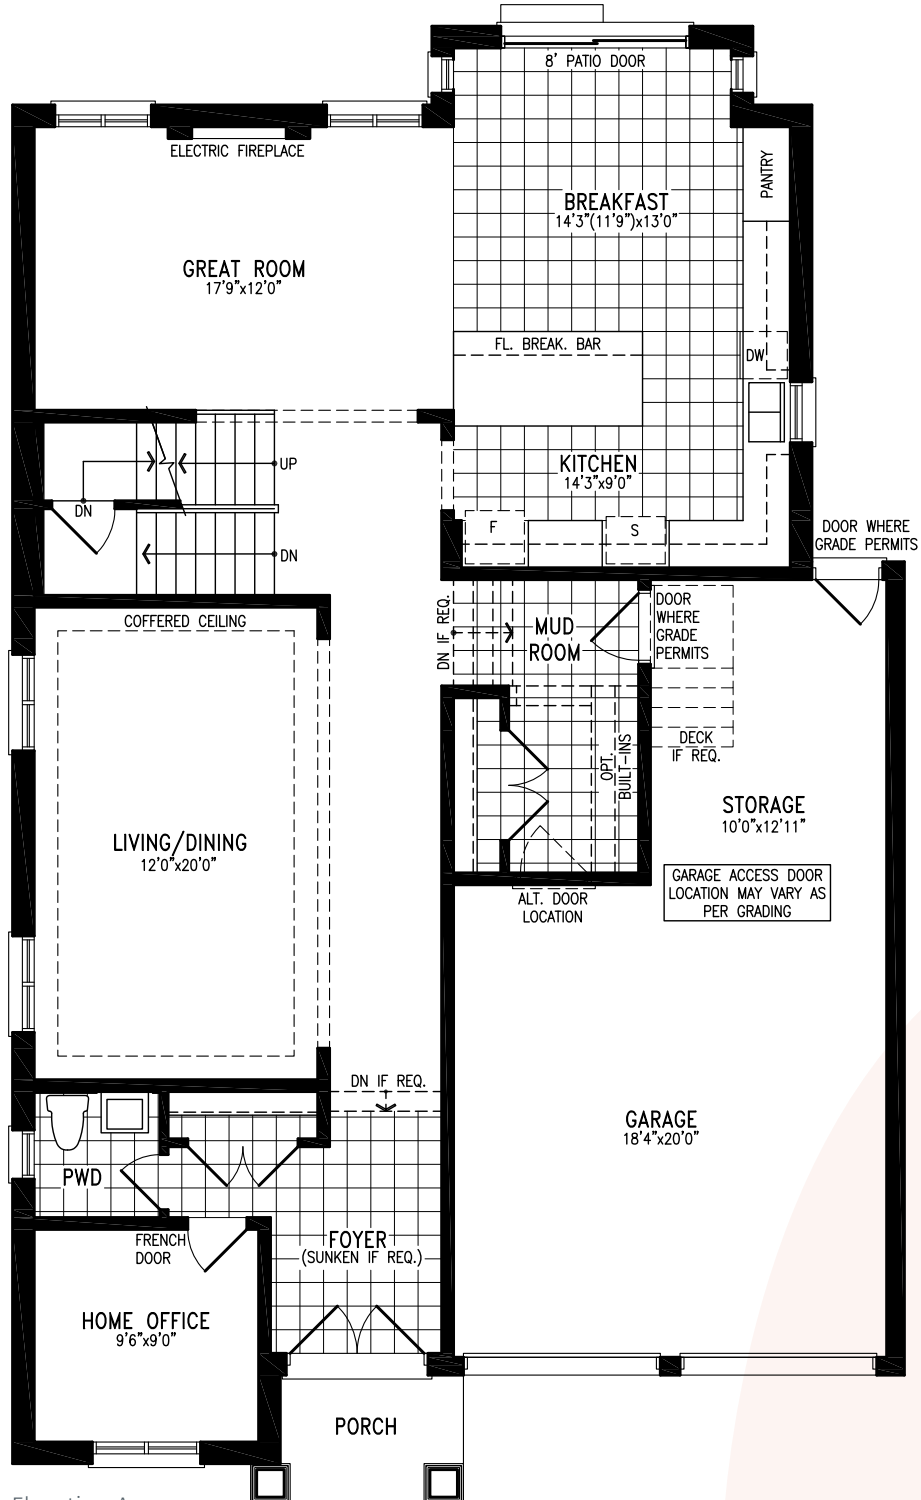 8' PATIO DOOR
ELECTRIC FIREPLACE
PANTRY
BREAKFAST
14'3"(11'9")x13'0"
GREAT ROOM
17'9"x12'0"
FL. BREAK. BAR
DW
UP
KITCHEN
14'3"x9'0"
DN
F
S
DOOR WHERE
GRADE PERMITS
DN
COFFERED CEILING
DN IF REQ.
MUD
ROOM
DOOR
WHERE
GRADE
PERMITS
DECK
IF REQ.
OPT.
BUILT-INS
STORAGE
10'0"x12'11"
LIVING/DINING
12'0"x20'0"
GARAGE ACCESS DOOR
LOCATION MAY VARY AS
PER GRADING
ALT. DOOR
LOCATION
DN IF REQ.
GARAGE
18'4"x20'0"
PWD
FRENCH
DOOR
FOYER
(SUNKEN IF REQ.)
HOME OFFICE
9'6"x9'0"
PORCH